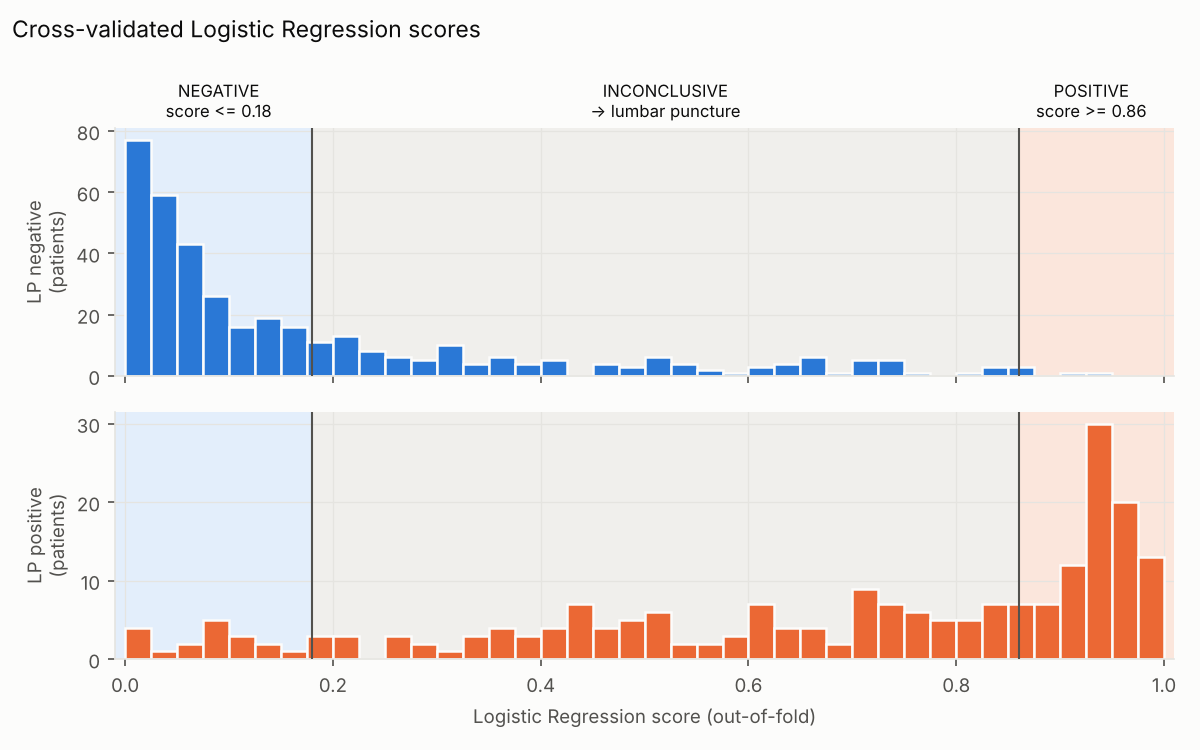 Cross-validated Logistic Regression scores
NEGATIVE
score <= 0.18
INCONCLUSIVE
→ lumbar puncture
POSITIVE
score >= 0.86
LP negative
(patients)
80
60
40
20
0
LP positive
(patients)
30
20
10
0
0.0
0.2
0.4
0.6
0.8
1.0
Logistic Regression score (out-of-fold)